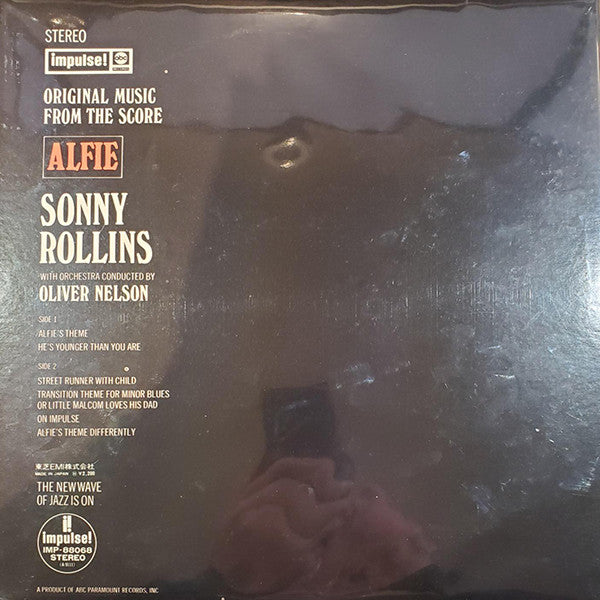 STEREO
impulse! abc
ORIGINAL MUSIC
FROM THE SCORE
ALFIE
SONNY
ROLLINS
WITH ORCHESTRA CONDUCTED BY
OLIVER NELSON
SIDE 1
ALFIE'S THEME
HE'S YOUNGER THAN YOU ARE
SIDE 2
STREET RUNNER WITH CHILD
TRANSITION THEME FOR MINOR BLUES
OR LITTLE MALCOM LOVES HIS DAD
ON IMPULSE
ALFIE'S THEME DIFFERENTLY
東芝EMI株式会社
MADE IN JAPAN ¥2,200
THE NEW WAVE
OF JAZZ IS ON
i!
impulse!
IMP-88068
STEREO
A PRODUCT OF ABC PARAMOUNT RECORDS, INC